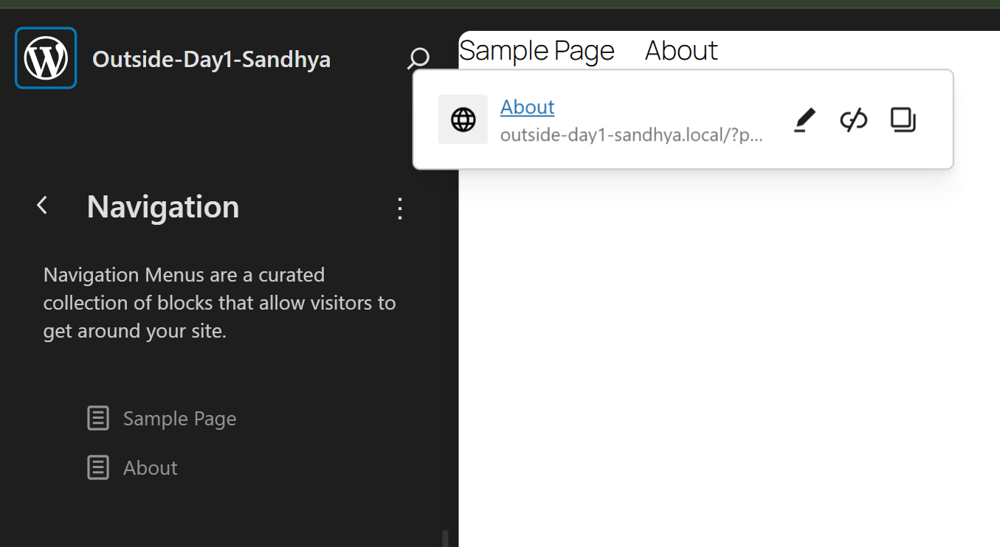 Outside-Day1-Sandhya
Sample Page About
About
outside-day1-sandhya.local/?p...
Navigation
Navigation Menus are a curated
collection of blocks that allow visitors to
get around your site.
Sample Page
About